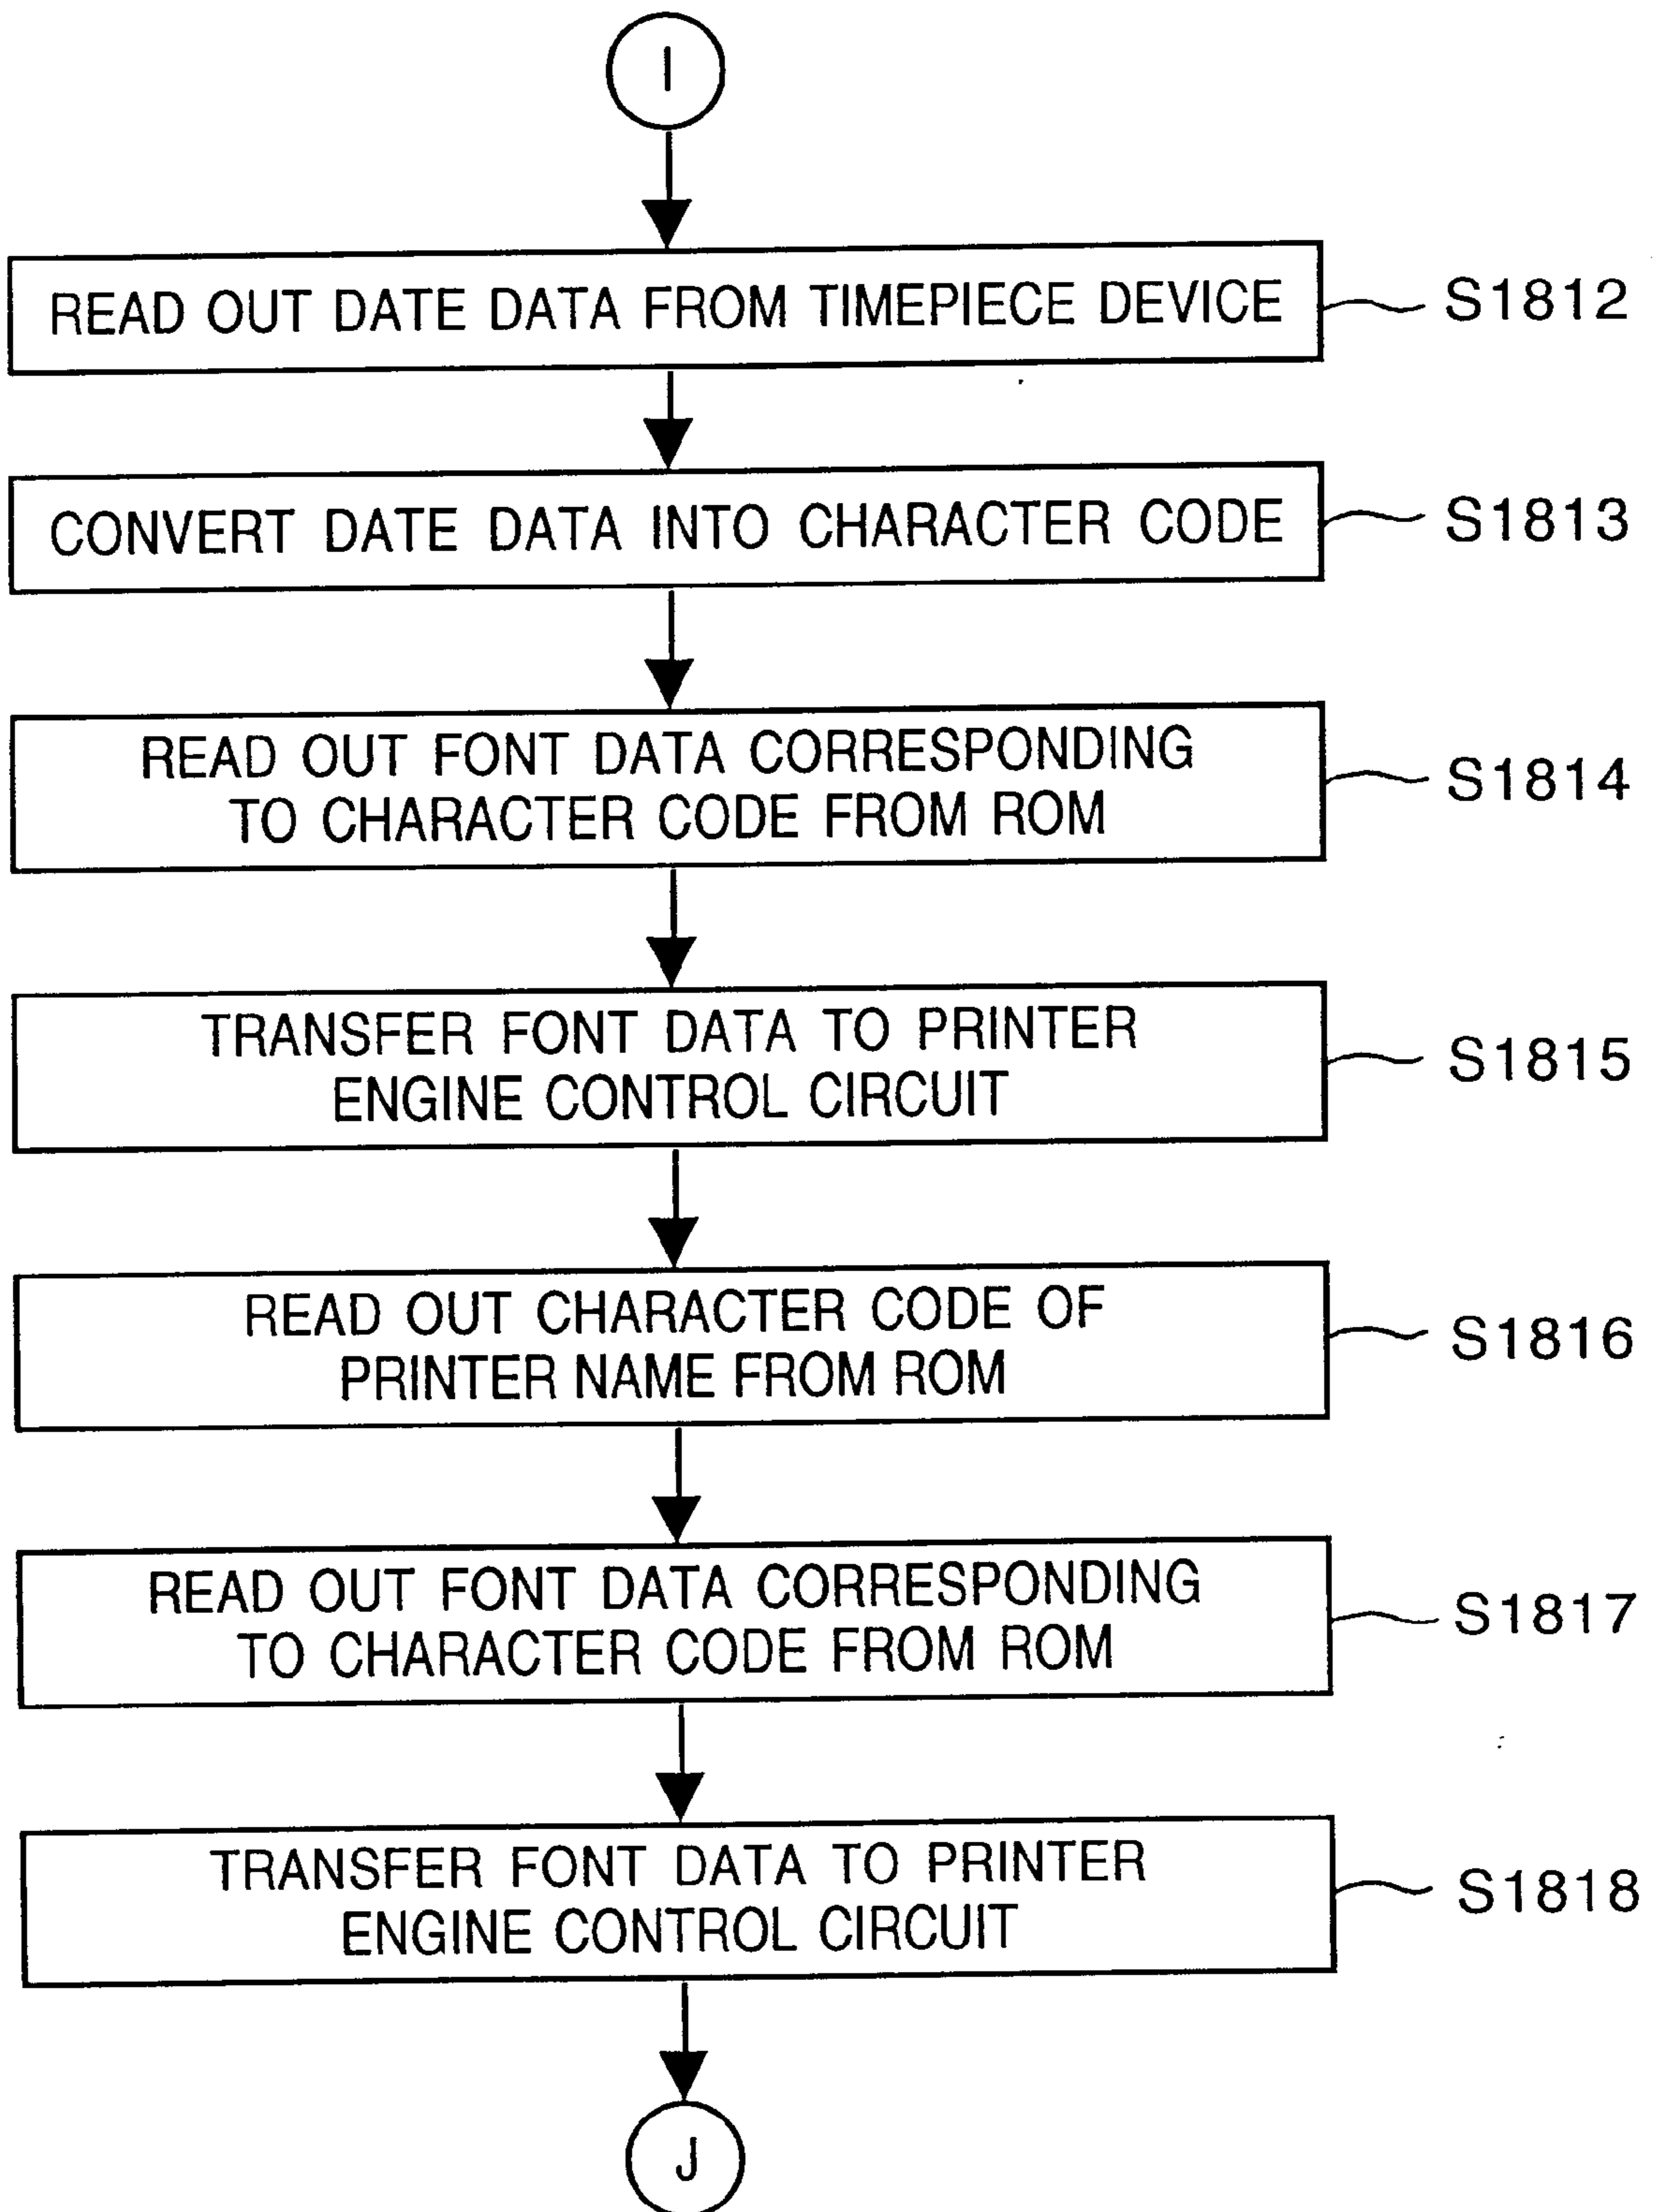 I
READ OUT DATE DATA FROM TIMEPIECE DEVICE
S1812
CONVERT DATE DATA INTO CHARACTER CODE
S1813
READ OUT FONT DATA CORRESPONDING
TO CHARACTER CODE FROM ROM
S1814
TRANSFER FONT DATA TO PRINTER
ENGINE CONTROL CIRCUIT
S1815
READ OUT CHARACTER CODE OF
PRINTER NAME FROM ROM
S1816
READ OUT FONT DATA CORRESPONDING
TO CHARACTER CODE FROM ROM
S1817
TRANSFER FONT DATA TO PRINTER
ENGINE CONTROL CIRCUIT
S1818
J